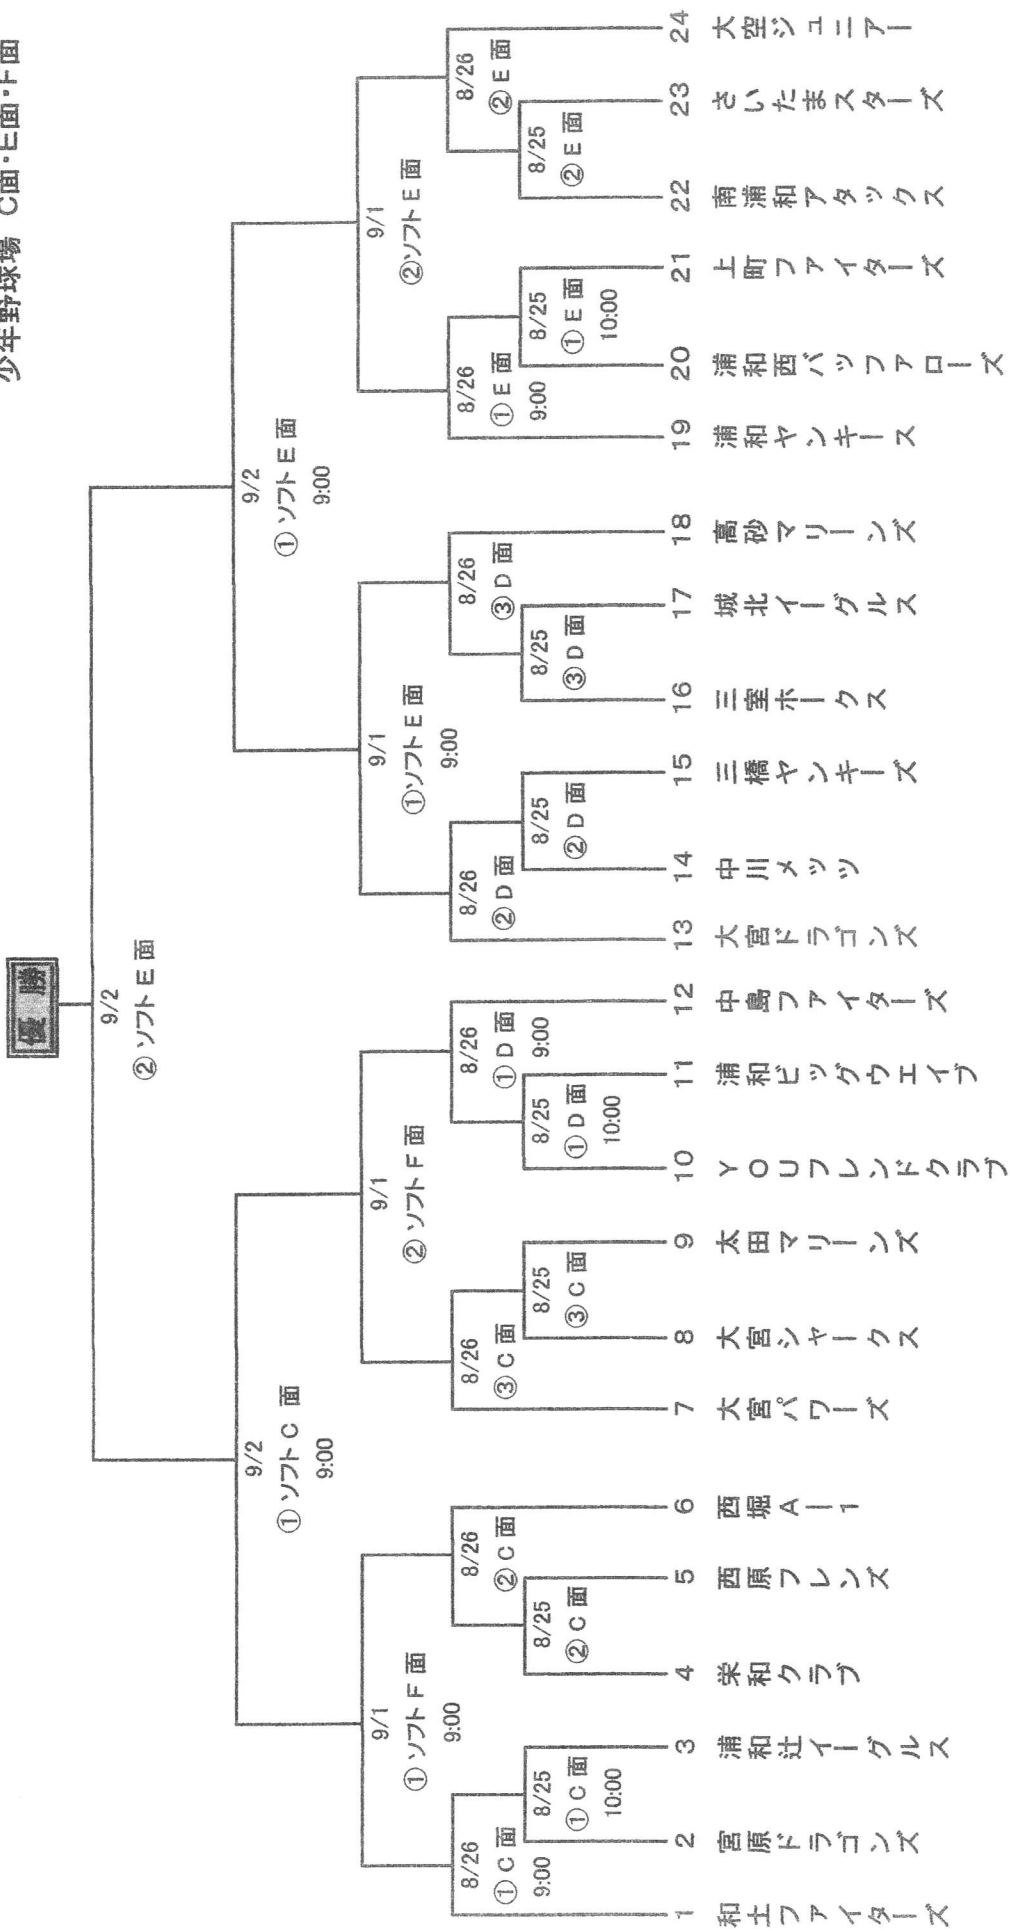 少年野球場 C面・E面・F面
優勝
9/2
② ソフトE面
9/2
① ソフトC 面
9:00
9/2
① ソフトE面
9:00
9/1
① ソフトF面
9:00
9/1
② ソフトF面
9/1
①ソフトE面
9:00
9/1
②ソフトE面
8/26
①C面
9:00
8/26
②C面
8/26
③C面
8/26
①D面
9:00
8/26
②D面
8/26
③D面
8/26
①E面
9:00
8/26
②E面
8/25
①C面
10:00
8/25
②C面
8/25
③C面
8/25
①D面
10:00
8/25
②D面
8/25
③D面
8/25
①E面
10:00
8/25
②E面
1 和土ファイターズ
2 宮原ドラゴンズ
3 浦和辻イーグルス
4 栄和クラブ
5 西原フレンズ
6 西堀A-1
7 大宮パワーズ
8 大宮シャークス
9 太田マリーンズ
10 YOUフレンドクラブ
11 浦和ビッグウエイブ
12 中島ファイターズ
13 大宮ドラゴンズ
14 中川メッツ
15 三橋ヤンキーズ
16 三室ホークス
17 城北イーグルス
18 高砂マリーンズ
19 浦和ヤンキース
20 浦和西バッファローズ
21 上町ファイターズ
22 南浦和アタックス
23 さいたまスターズ
24 大空ジュニアー